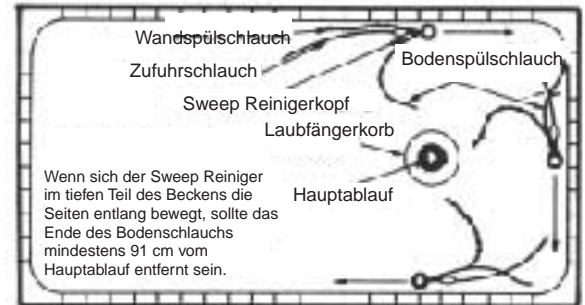 Wandspülschlauch
Bodenspülschlauch
Zufuhrschlauch
Sweep Reinigerkopf
Laubfängerkorb
Hauptablauf
Wenn sich der Sweep Reiniger
im tiefen Teil des Beckens die
Seiten entlang bewegt, sollte das
Ende des Bodenschlauchs
mindestens 91 cm vom
Hauptablauf entfernt sein.